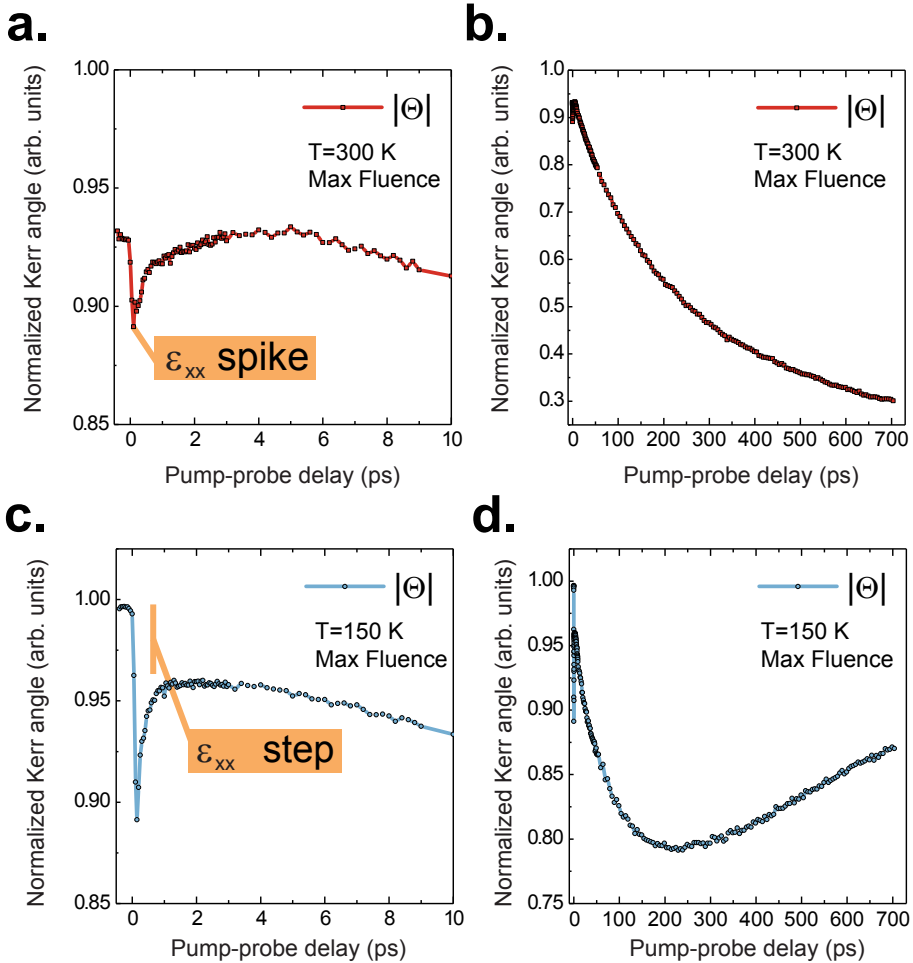 a.
Normalized Kerr angle (arb. units)
1.00
0.95
0.90
0.85
|Θ|
T=300 K
Max Fluence
εxx spike
0 2 4 6 8 10
Pump-probe delay (ps)
b.
Normalized Kerr angle (arb. units)
1.0
0.9
0.8
0.7
0.6
0.5
0.4
0.3
|Θ|
T=300 K
Max Fluence
0 100 200 300 400 500 600 700
Pump-probe delay (ps)
c.
Normalized Kerr angle (arb. units)
1.00
0.95
0.90
0.85
|Θ|
T=150 K
Max Fluence
εxx step
0 2 4 6 8 10
Pump-probe delay (ps)
d.
Normalized Kerr angle (arb. units)
1.00
0.95
0.90
0.85
0.80
0.75
|Θ|
T=150 K
Max Fluence
0 100 200 300 400 500 600 700
Pump-probe delay (ps)